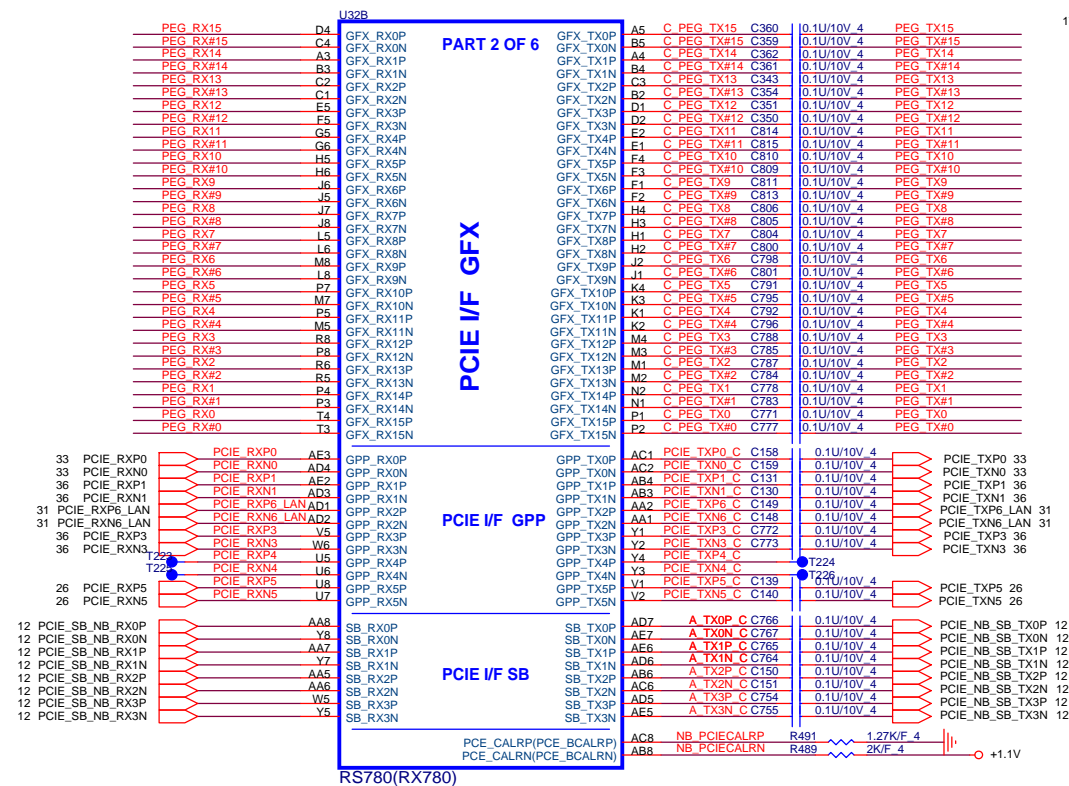 U32B
1
PART 2 OF 6
PEG_RX15 D4 GFX_RX0P GFX_TX0P A5 C_PEG_TX15 C360 0.1U/10V_4 PEG_TX15
PEG_RX#15 C4 GFX_RX0N GFX_TX0N B5 C_PEG_TX#15 C359 0.1U/10V_4 PEG_TX#15
PEG_RX14 A3 GFX_RX1P GFX_TX1P A4 C_PEG_TX14 C362 0.1U/10V_4 PEG_TX14
PEG_RX#14 B3 GFX_RX1N GFX_TX1N B4 C_PEG_TX#14 C361 0.1U/10V_4 PEG_TX#14
PEG_RX13 C2 GFX_RX2P GFX_TX2P C3 C_PEG_TX13 C343 0.1U/10V_4 PEG_TX13
PEG_RX#13 C1 GFX_RX2N GFX_TX2N B2 C_PEG_TX#13 C354 0.1U/10V_4 PEG_TX#13
PEG_RX12 E5 GFX_RX3P GFX_TX3P D1 C_PEG_TX12 C351 0.1U/10V_4 PEG_TX12
PEG_RX#12 F5 GFX_RX3N GFX_TX3N D2 C_PEG_TX#12 C350 0.1U/10V_4 PEG_TX#12
PEG_RX11 G5 GFX_RX4P GFX_TX4P E2 C_PEG_TX11 C814 0.1U/10V_4 PEG_TX11
PEG_RX#11 G6 GFX_RX4N GFX_TX4N E1 C_PEG_TX#11 C815 0.1U/10V_4 PEG_TX#11
PEG_RX10 H5 GFX_RX5P GFX_TX5P F4 C_PEG_TX10 C810 0.1U/10V_4 PEG_TX10
PEG_RX#10 H6 GFX_RX5N GFX_TX5N F3 C_PEG_TX#10 C809 0.1U/10V_4 PEG_TX#10
PEG_RX9 J6 GFX_RX6P GFX_TX6P F1 C_PEG_TX9 C811 0.1U/10V_4 PEG_TX9
PEG_RX#9 J5 GFX_RX6N GFX_TX6N F2 C_PEG_TX#9 C813 0.1U/10V_4 PEG_TX#9
PEG_RX8 J7 GFX_RX7P GFX_TX7P H4 C_PEG_TX8 C806 0.1U/10V_4 PEG_TX8
PEG_RX#8 J8 GFX_RX7N GFX_TX7N H3 C_PEG_TX#8 C805 0.1U/10V_4 PEG_TX#8
PEG_RX7 L5 GFX_RX8P GFX_TX8P H1 C_PEG_TX7 C804 0.1U/10V_4 PEG_TX7
PEG_RX#7 L6 GFX_RX8N GFX_TX8N H2 C_PEG_TX#7 C800 0.1U/10V_4 PEG_TX#7
PEG_RX6 M8 GFX_RX9P GFX_TX9P J2 C_PEG_TX6 C798 0.1U/10V_4 PEG_TX6
PEG_RX#6 L8 GFX_RX9N GFX_TX9N J1 C_PEG_TX#6 C801 0.1U/10V_4 PEG_TX#6
PEG_RX5 P7 GFX_RX10P GFX_TX10P K4 C_PEG_TX5 C791 0.1U/10V_4 PEG_TX5
PEG_RX#5 M7 GFX_RX10N GFX_TX10N K3 C_PEG_TX#5 C795 0.1U/10V_4 PEG_TX#5
PEG_RX4 P5 GFX_RX11P GFX_TX11P K1 C_PEG_TX4 C792 0.1U/10V_4 PEG_TX4
PEG_RX#4 M5 GFX_RX11N GFX_TX11N K2 C_PEG_TX#4 C796 0.1U/10V_4 PEG_TX#4
PEG_RX3 R8 GFX_RX12P GFX_TX12P M4 C_PEG_TX3 C788 0.1U/10V_4 PEG_TX3
PEG_RX#3 P8 GFX_RX12N GFX_TX12N M3 C_PEG_TX#3 C785 0.1U/10V_4 PEG_TX#3
PEG_RX2 R6 GFX_RX13P GFX_TX13P M1 C_PEG_TX2 C787 0.1U/10V_4 PEG_TX2
PEG_RX#2 R5 GFX_RX13N GFX_TX13N M2 C_PEG_TX#2 C784 0.1U/10V_4 PEG_TX#2
PEG_RX1 P4 GFX_RX14P GFX_TX14P N2 C_PEG_TX1 C778 0.1U/10V_4 PEG_TX1
PEG_RX#1 P3 GFX_RX14N GFX_TX14N N1 C_PEG_TX#1 C783 0.1U/10V_4 PEG_TX#1
PEG_RX0 T4 GFX_RX15P GFX_TX15P P1 C_PEG_TX0 C771 0.1U/10V_4 PEG_TX0
PEG_RX#0 T3 GFX_RX15N GFX_TX15N P2 C_PEG_TX#0 C777 0.1U/10V_4 PEG_TX#0
PCIE I/F GFX
33 PCIE_RXP0 PCIE_RXP0 AE3 GPP_RX0P GPP_TX0P AC1 PCIE_TXP0_C C158 0.1U/10V_4 PCIE_TXP0 33
33 PCIE_RXN0 PCIE_RXN0 AD4 GPP_RX0N GPP_TX0N AC2 PCIE_TXN0_C C159 0.1U/10V_4 PCIE_TXN0 33
36 PCIE_RXP1 PCIE_RXP1 AE2 GPP_RX1P GPP_TX1P AB4 PCIE_TXP1_C C131 0.1U/10V_4 PCIE_TXP1 36
36 PCIE_RXN1 PCIE_RXN1 AD3 GPP_RX1N GPP_TX1N AB3 PCIE_TXN1_C C130 0.1U/10V_4 PCIE_TXN1 36
31 PCIE_RXP6_LAN PCIE_RXP6_LAN AD1 GPP_RX2P GPP_TX2P AA2 PCIE_TXP6_C C149 0.1U/10V_4 PCIE_TXP6_LAN 31
31 PCIE_RXN6_LAN PCIE_RXN6_LAN AD2 GPP_RX2N GPP_TX2N AA1 PCIE_TXN6_C C148 0.1U/10V_4 PCIE_TXN6_LAN 31
36 PCIE_RXP3 PCIE_RXP3 V5 GPP_RX3P GPP_TX3P Y1 PCIE_TXP3_C C772 0.1U/10V_4 PCIE_TXP3 36
36 PCIE_RXN3 PCIE_RXN3 W6 GPP_RX3N GPP_TX3N Y2 PCIE_TXN3_C C773 0.1U/10V_4 PCIE_TXN3 36
T223 PCIE_RXP4 U5 GPP_RX4P GPP_TX4P Y4 PCIE_TXP4_C T224
PCIE_RXN4 U6 GPP_RX4N GPP_TX4N Y3 PCIE_TXN4_C T226
26 PCIE_RXP5 PCIE_RXP5 U8 GPP_RX5P GPP_TX5P V1 PCIE_TXP5_C C139 0.1U/10V_4 PCIE_TXP5 26
26 PCIE_RXN5 PCIE_RXN5 U7 GPP_RX5N GPP_TX5N V2 PCIE_TXN5_C C140 0.1U/10V_4 PCIE_TXN5 26
PCIE I/F GPP
12 PCIE_SB_NB_RX0P AA8 SB_RX0P SB_TX0P AD7 A_TX0P_C C766 0.1U/10V_4 PCIE_NB_SB_TX0P 12
12 PCIE_SB_NB_RX0N Y8 SB_RX0N SB_TX0N AE7 A_TX0N_C C767 0.1U/10V_4 PCIE_NB_SB_TX0N 12
12 PCIE_SB_NB_RX1P AA7 SB_RX1P SB_TX1P AE6 A_TX1P_C C765 0.1U/10V_4 PCIE_NB_SB_TX1P 12
12 PCIE_SB_NB_RX1N Y7 SB_RX1N SB_TX1N AD6 A_TX1N_C C764 0.1U/10V_4 PCIE_NB_SB_TX1N 12
12 PCIE_SB_NB_RX2P AA5 SB_RX2P SB_TX2P AB6 A_TX2P_C C150 0.1U/10V_4 PCIE_NB_SB_TX2P 12
12 PCIE_SB_NB_RX2N AA6 SB_RX2N SB_TX2N AC6 A_TX2N_C C151 0.1U/10V_4 PCIE_NB_SB_TX2N 12
12 PCIE_SB_NB_RX3P W5 SB_RX3P SB_TX3P AD5 A_TX3P_C C754 0.1U/10V_4 PCIE_NB_SB_TX3P 12
12 PCIE_SB_NB_RX3N Y5 SB_RX3N SB_TX3N AE5 A_TX3N_C C755 0.1U/10V_4 PCIE_NB_SB_TX3N 12
PCIE I/F SB
PCE_CALRP(PCE_BCALRP) AC8 NB_PCIECALRP R491 1.27K/F_4
PCE_CALRN(PCE_BCALRN) AB8 NB_PCIECALRN R489 2K/F_4 +1.1V
RS780(RX780)